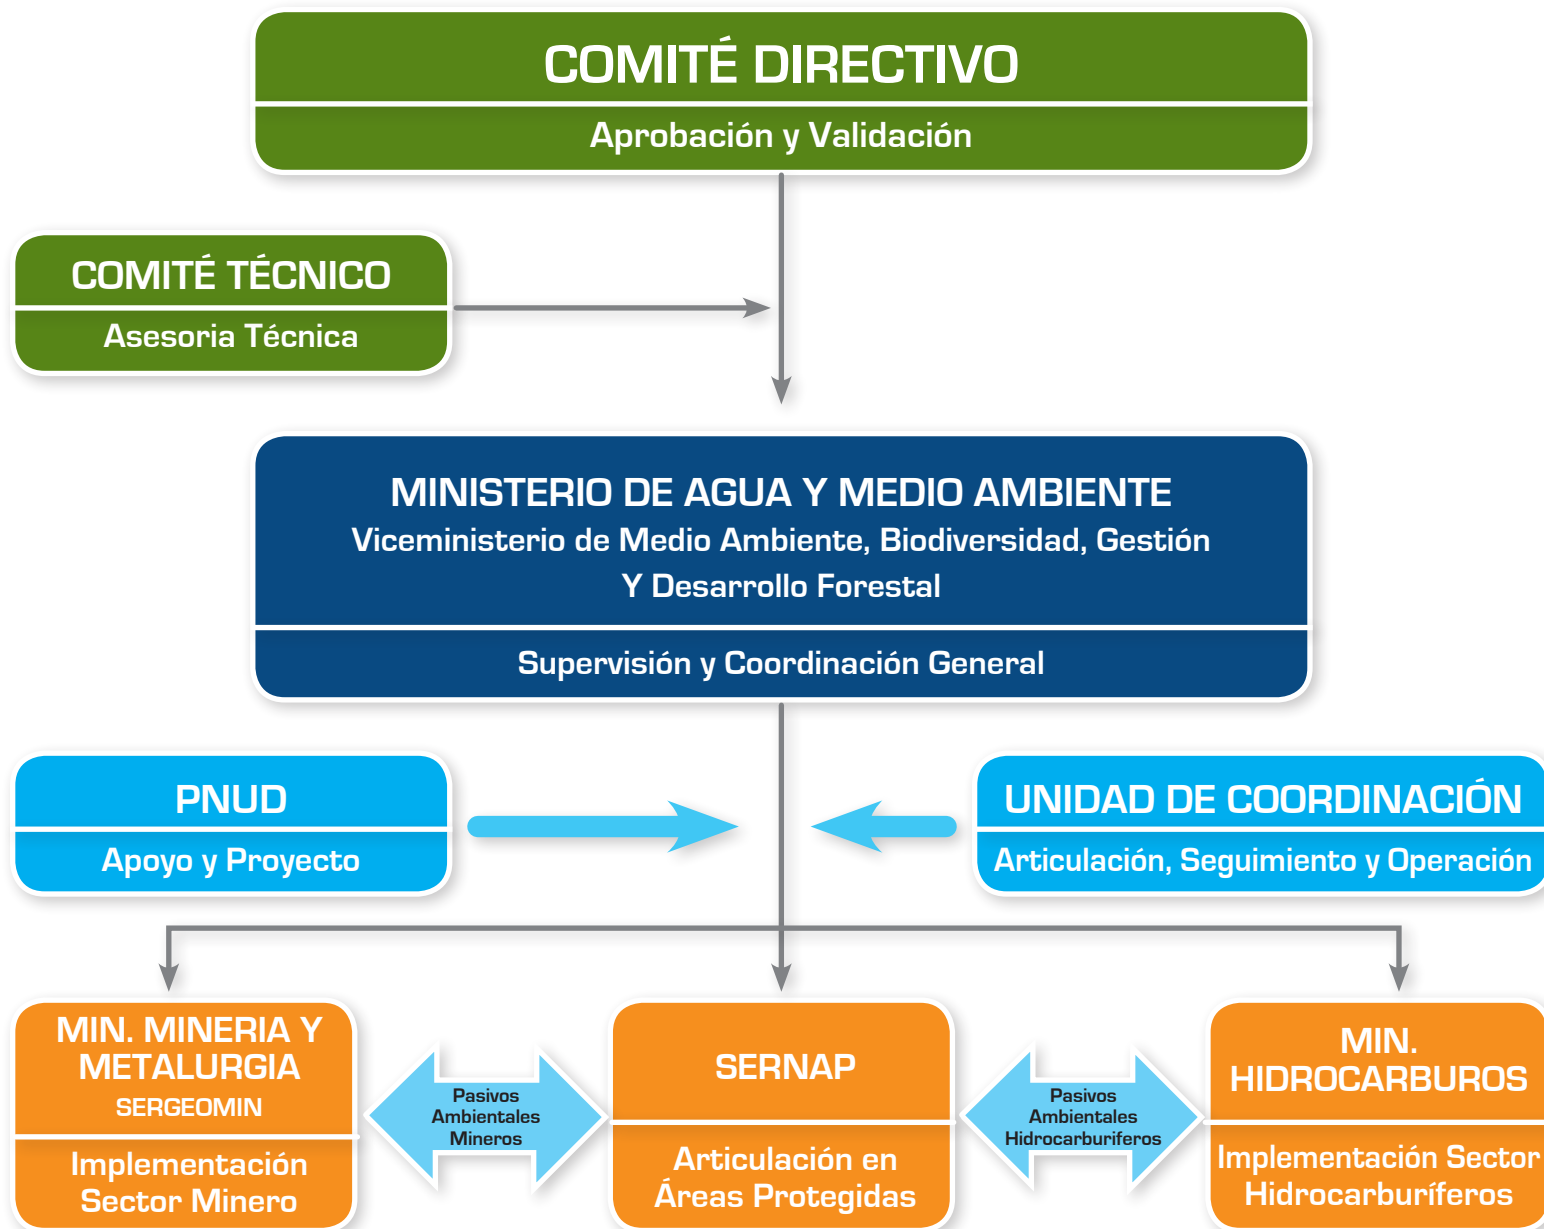 COMITÉ DIRECTIVO
Aprobación y Validación
COMITÉ TÉCNICO
Asesoria Técnica
MINISTERIO DE AGUA Y MEDIO AMBIENTE
Viceministerio de Medio Ambiente, Biodiversidad, Gestión
Y Desarrollo Forestal
Supervisión y Coordinación General
PNUD
Apoyo y Proyecto
UNIDAD DE COORDINACIÓN
Articulación, Seguimiento y Operación
MIN. MINERIA Y
METALURGIA
SERGEOMIN
Implementación
Sector Minero
Pasivos
Ambientales
Mineros
SERNAP
Articulación en
Áreas Protegidas
Pasivos
Ambientales
Hidrocarburiferos
MIN.
HIDROCARBUROS
Implementación Sector
Hidrocarburíferos